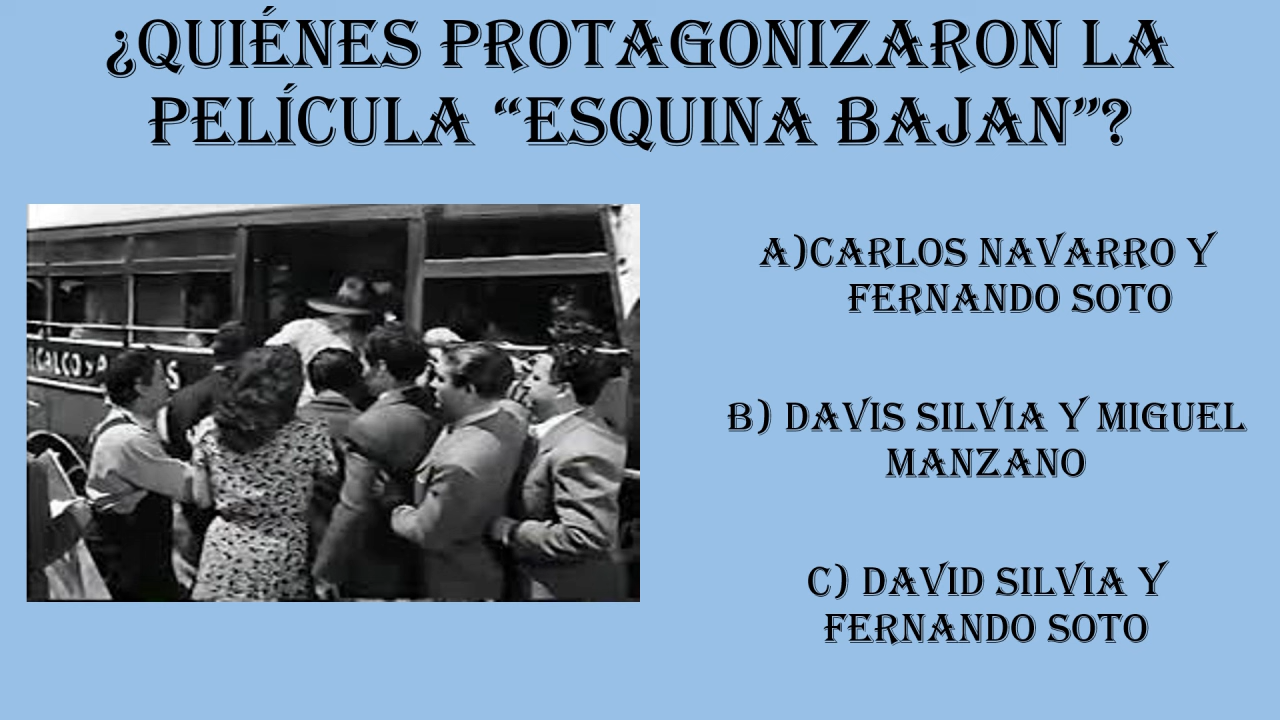 ¿QUIÉNES PROTAGONIZARON LA
PELÍCULA “ESQUINA BAJAN”?
A)CARLOS NAVARRO Y
FERNANDO SOTO
B) DAVIS SILVIA Y MIGUEL
MANZANO
C) DAVID SILVIA Y
FERNANDO SOTO